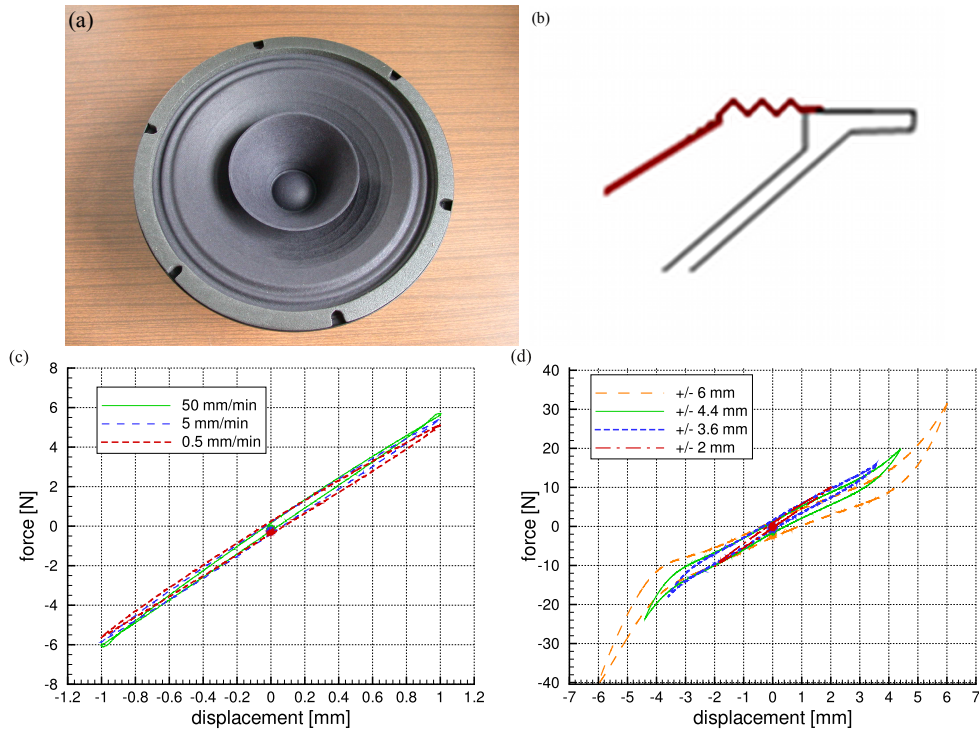 (a)
(b)
(c)
8
6
4
2
0
-2
-4
-6
-8
force [N]
50 mm/min
5 mm/min
0.5 mm/min
-1.2 -1 -0.8 -0.6 -0.4 -0.2 0 0.2 0.4 0.6 0.8 1 1.2
displacement [mm]
(d)
40
30
20
10
0
-10
-20
-30
-40
force [N]
+/- 6 mm
+/- 4.4 mm
+/- 3.6 mm
+/- 2 mm
-7 -6 -5 -4 -3 -2 -1 0 1 2 3 4 5 6 7
displacement [mm]